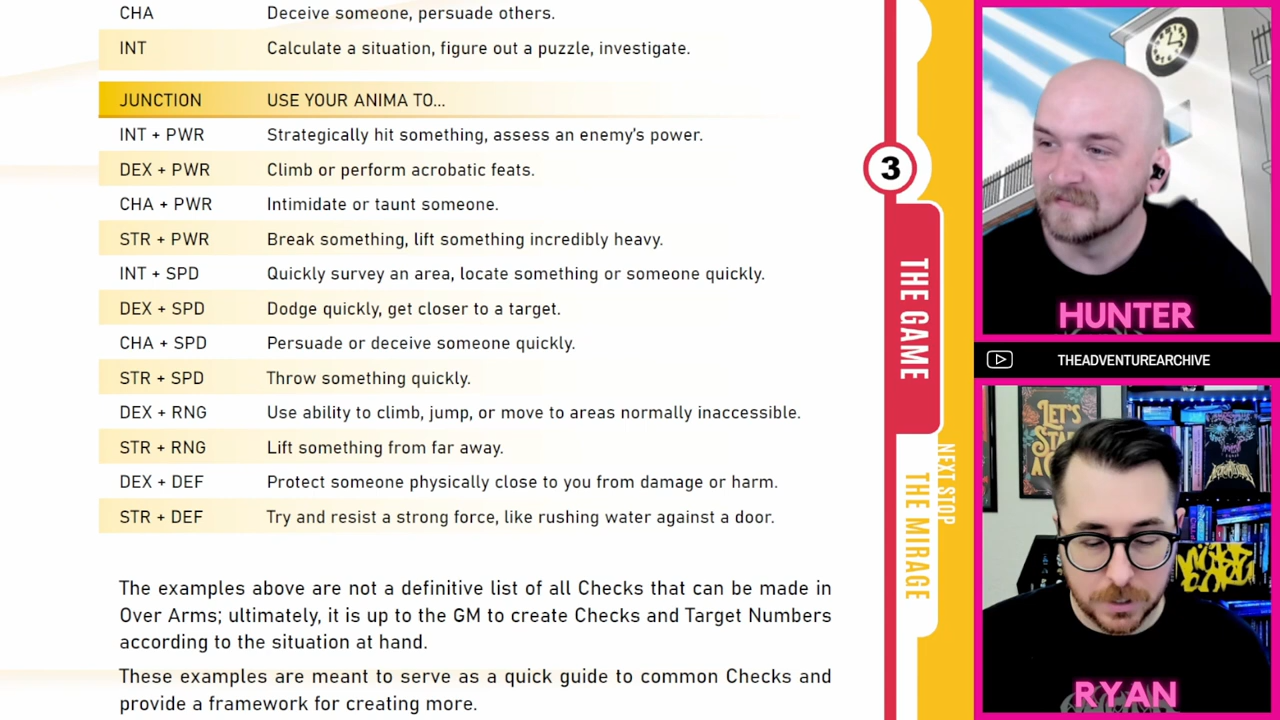 CHA Deceive someone, persuade others.
INT Calculate a situation, figure out a puzzle, investigate.
JUNCTION USE YOUR ANIMA TO...
INT + PWR Strategically hit something, assess an enemy's power.
DEX + PWR Climb or perform acrobatic feats.
CHA + PWR Intimidate or taunt someone.
STR + PWR Break something, lift something incredibly heavy.
INT + SPD Quickly survey an area, locate something or someone quickly.
DEX + SPD Dodge quickly, get closer to a target.
CHA + SPD Persuade or deceive someone quickly.
STR + SPD Throw something quickly.
DEX + RNG Use ability to climb, jump, or move to areas normally inaccessible.
STR + RNG Lift something from far away.
DEX + DEF Protect someone physically close to you from damage or harm.
STR + DEF Try and resist a strong force, like rushing water against a door.
The examples above are not a definitive list of all Checks that can be made in
Over Arms; ultimately, it is up to the GM to create Checks and Target Numbers
according to the situation at hand.
These examples are meant to serve as a quick guide to common Checks and
provide a framework for creating more.
3
THE GAME
NEXT STOP
THE MIRAGE
HUNTER
THEADVENTUREARCHIVE
LET'S
RYAN